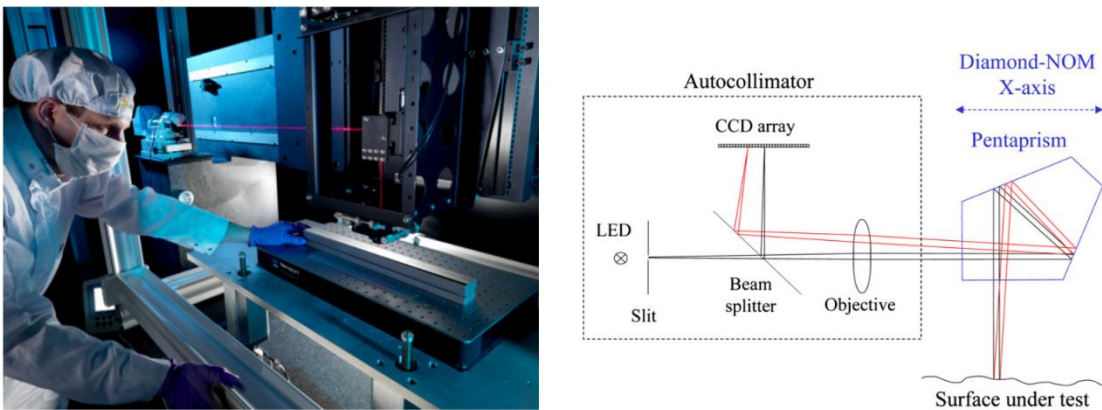 Diamond-NOM
X-axis
Autocollimator
CCD array
Pentaprism
LED
Slit
Beam
splitter
Objective
Surface under test